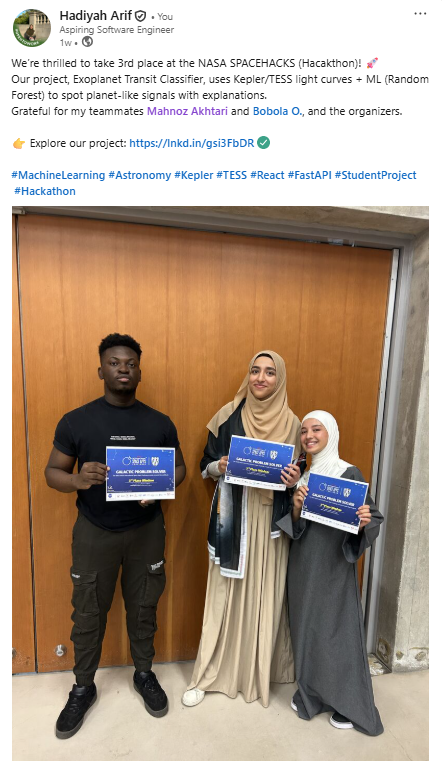 Hadiyah Arif • You
Aspiring Software Engineer
1w •
We're thrilled to take 3rd place at the NASA SPACEHACKS (Hacakthon)! 🚀
Our project, Exoplanet Transit Classifier, uses Kepler/TESS light curves + ML (Random
Forest) to spot planet-like signals with explanations.
Grateful for my teammates Mahnoz Akhtari and Bobola O., and the organizers.
👉 Explore our project: https://lnkd.in/gsi3FbDR ✅
#MachineLearning #Astronomy #Kepler #TESS #React #FastAPI #StudentProject
#Hackathon
GALACTIC PROBLEM SOLVER
3rd Place Winners
GALACTIC PROBLEM SOLVER
GALACTIC PROBLEM SOLVER